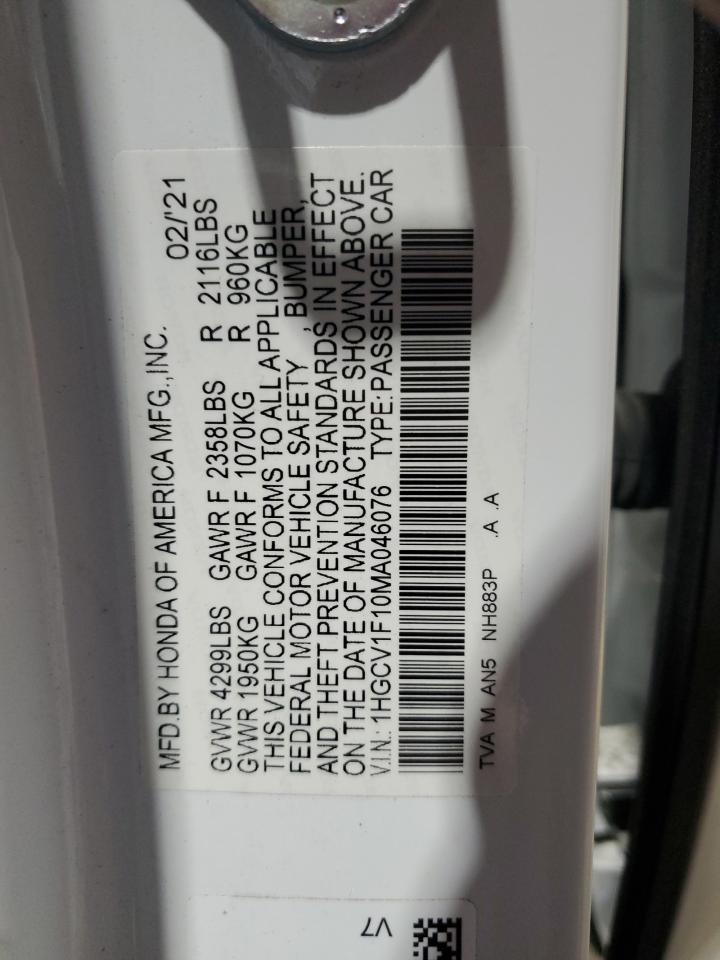 MFD.BY HONDA OF AMERICA MFG.,INC. 02/'21
GVWR 4299LBS GAWR F 2358LBS R 2116LBS
GVWR 1950KG GAWR F 1070KG R 960KG
THIS VEHICLE CONFORMS TO ALL APPLICABLE
FEDERAL MOTOR VEHICLE SAFETY , BUMPER,
AND THEFT PREVENTION STANDARDS IN EFFECT
ON THE DATE OF MANUFACTURE SHOWN ABOVE.
V.I.N.: 1HGCV1F10MA046076 TYPE:PASSENGER CAR
TVA M AN5 NH883P .A .A
V7